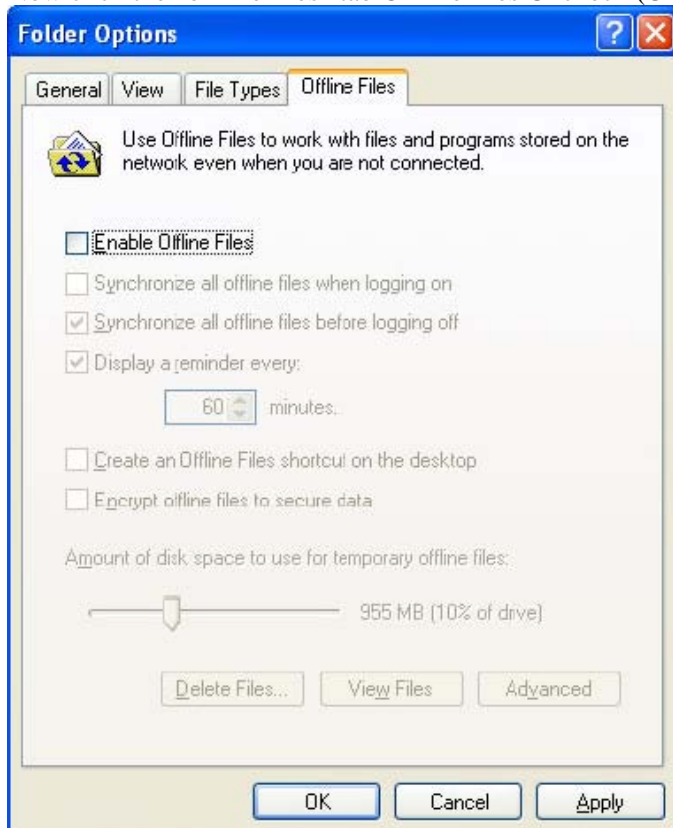 Folder Options
General View File Types Offline Files
Use Offline Files to work with files and programs stored on the
network even when you are not connected.
Enable Offline Files
Synchronize all offline files when logging on
Synchronize all offline files before logging off
Display a reminder every:
60 minutes.
Create an Offline Files shortcut on the desktop
Encrypt offline files to secure data
Amount of disk space to use for temporary offline files:
955 MB (10% of drive)
Delete Files... View Files Advanced
OK Cancel Apply